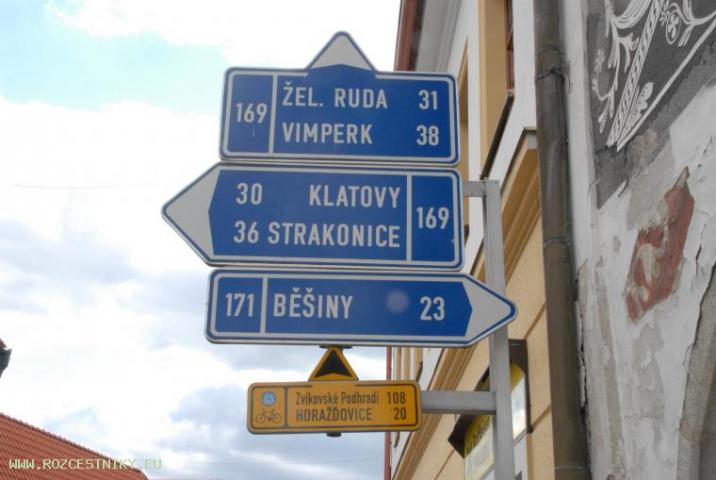 169 ŽEL. RUDA 31
VIMPERK 38
30 KLATOVY 169
36 STRAKONICE
171 BĚŠINY 23
Zvíkovské Podhradí 108
HORAŽĎOVICE 20
WWW.ROZCESTNIKY.EU